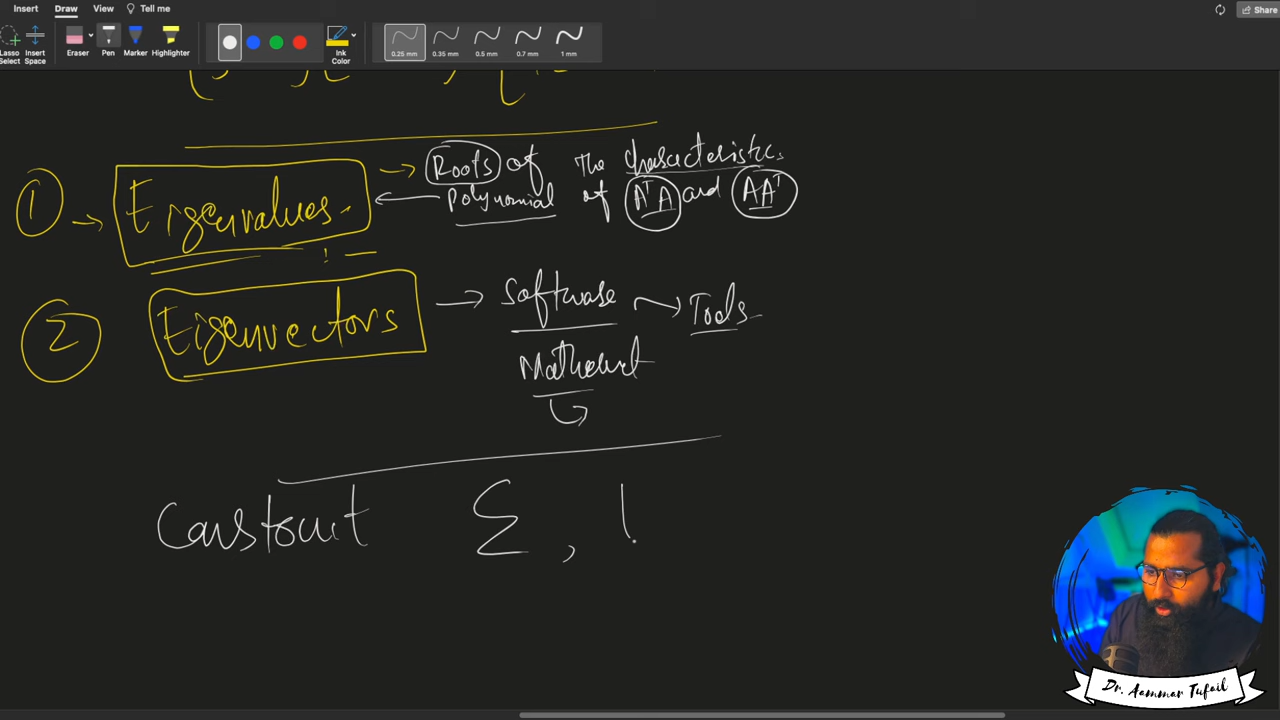 Insert Draw View Tell me
Share
Lasso Select
Insert Space
Eraser
Pen
Marker
Highlighter
Ink Color
0.25 mm
0.35 mm
0.5 mm
0.7 mm
1 mm
① → Eigenvalues. → Roots of the characteristic
← Polynomial of AᵀA and AAᵀ
② Eigenvectors → Software → Tools
Mathemat
Construct Σ, l
Dr. Aammar Tufail